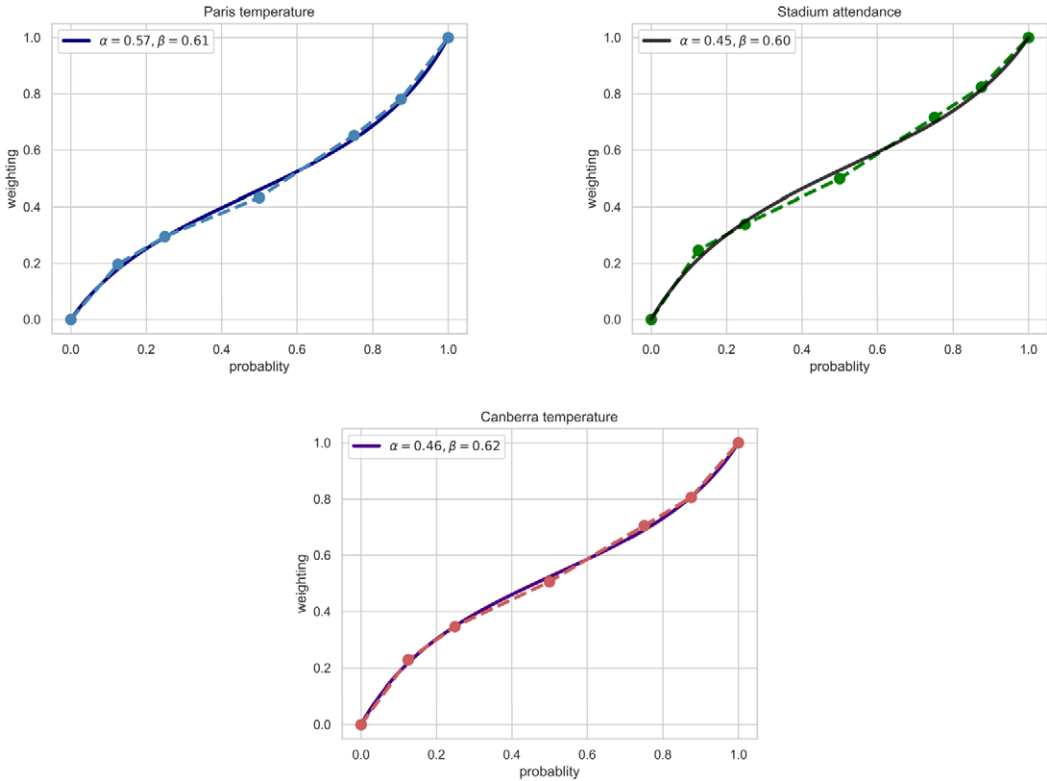 Paris temperature
α = 0.57, β = 0.61
1.0
0.8
0.6
0.4
0.2
0.0
weighting
0.0 0.2 0.4 0.6 0.8 1.0
probablity
Stadium attendance
α = 0.45, β = 0.60
1.0
0.8
0.6
0.4
0.2
0.0
weighting
0.0 0.2 0.4 0.6 0.8 1.0
probablity
Canberra temperature
α = 0.46, β = 0.62
1.0
0.8
0.6
0.4
0.2
0.0
weighting
0.0 0.2 0.4 0.6 0.8 1.0
probablity